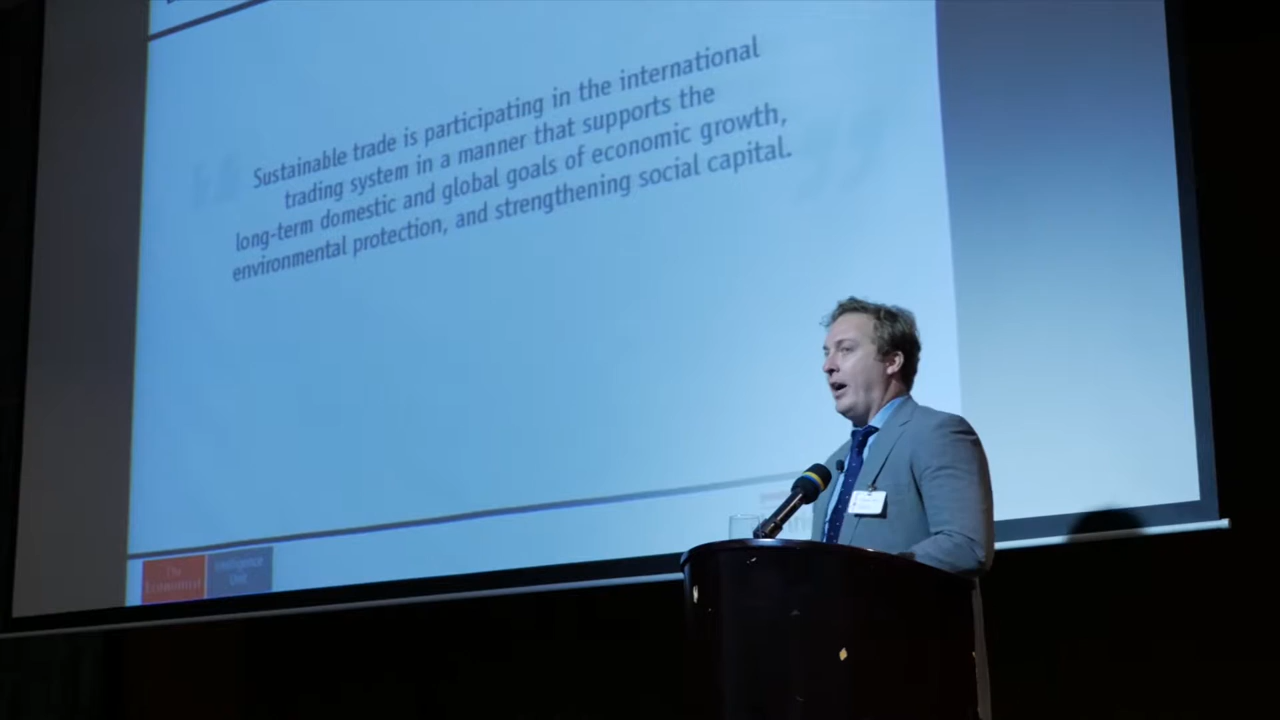 Sustainable trade is participating in the international
trading system in a manner that supports the
long-term domestic and global goals of economic growth,
environmental protection, and strengthening social capital.
The
Economist
Intelligence
Unit